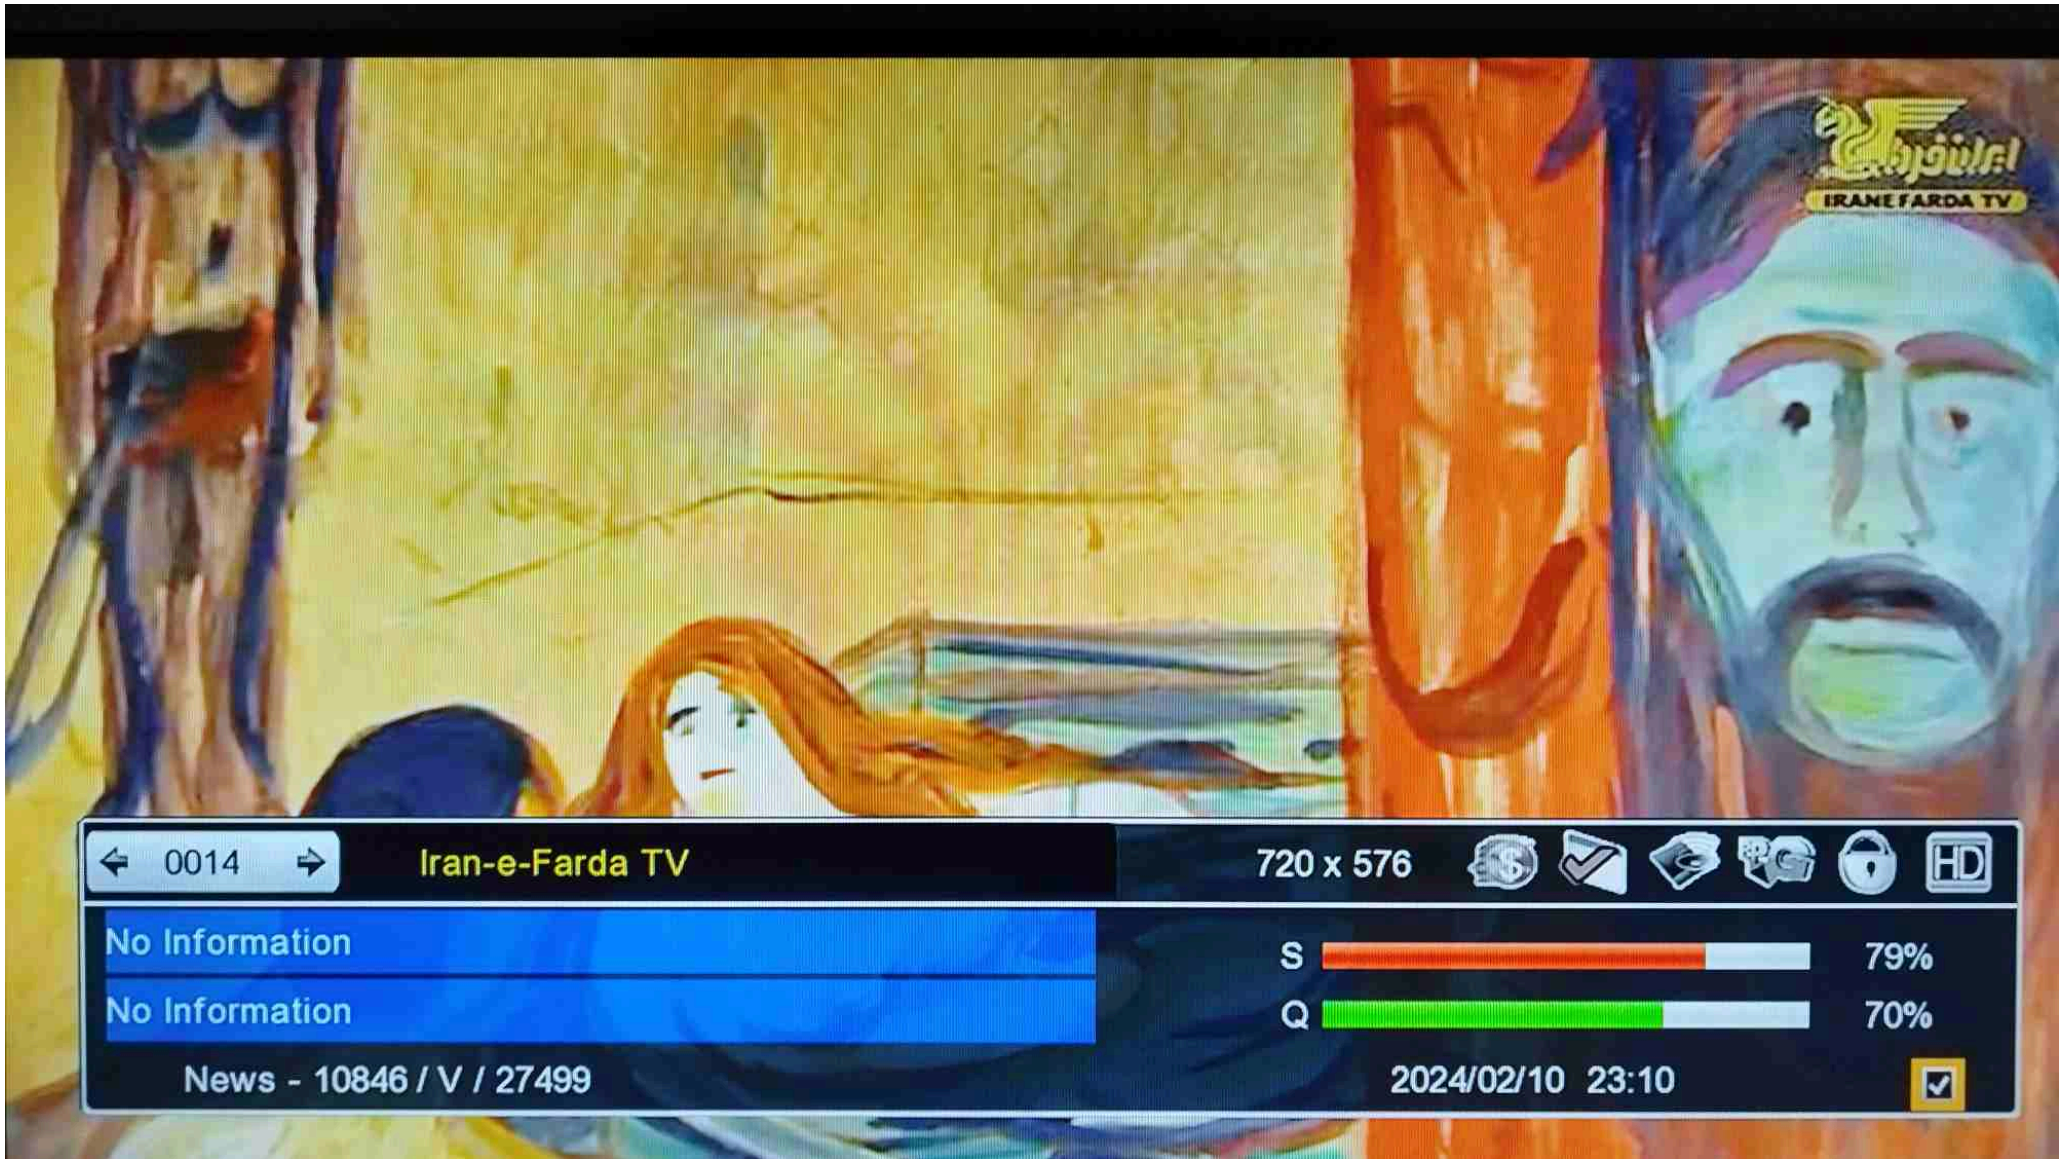 ایران‌فردا
IRANE FARDA TV
0014
Iran-e-Farda TV
720 x 576
$
G
HD
No Information
S
79%
No Information
Q
70%
News - 10846 / V / 27499
2024/02/10 23:10